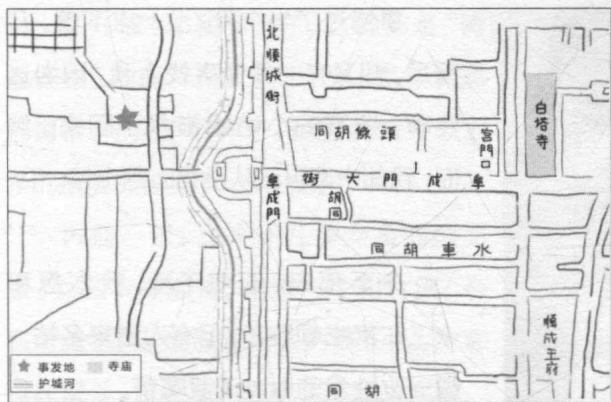 北順城街
白塔寺
頭條胡同
宮門口
阜成門大街
阜成門
胡同
水車胡同
順成王府
胡同
事发地 寺庙
护城河